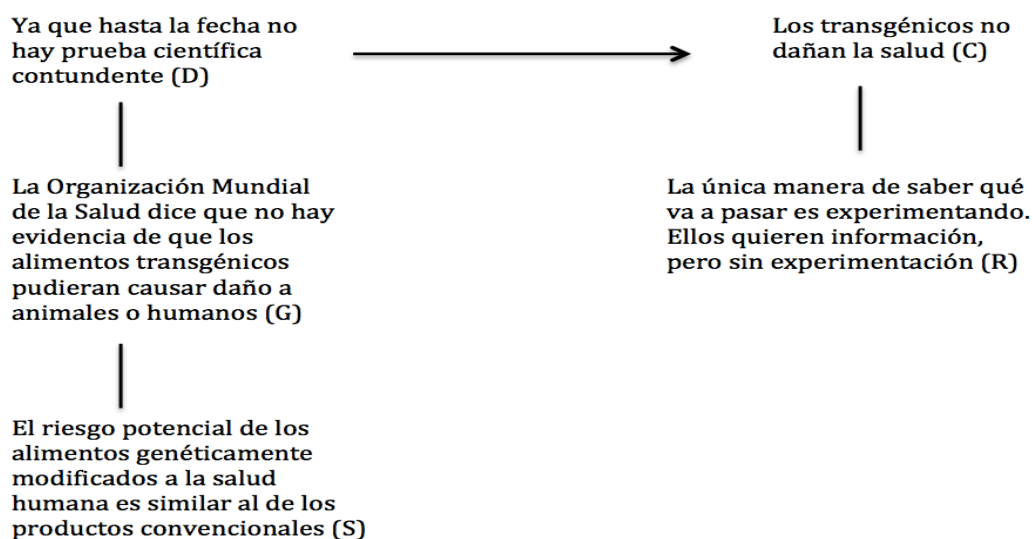 Ya que hasta la fecha no
hay prueba científica
contundente (D)
Los transgénicos no
dañan la salud (C)
La Organización Mundial
de la Salud dice que no hay
evidencia de que los
alimentos transgénicos
pudieran causar daño a
animales o humanos (G)
La única manera de saber qué
va a pasar es experimentando.
Ellos quieren información,
pero sin experimentación (R)
El riesgo potencial de los
alimentos genéticamente
modificados a la salud
humana es similar al de los
productos convencionales (S)